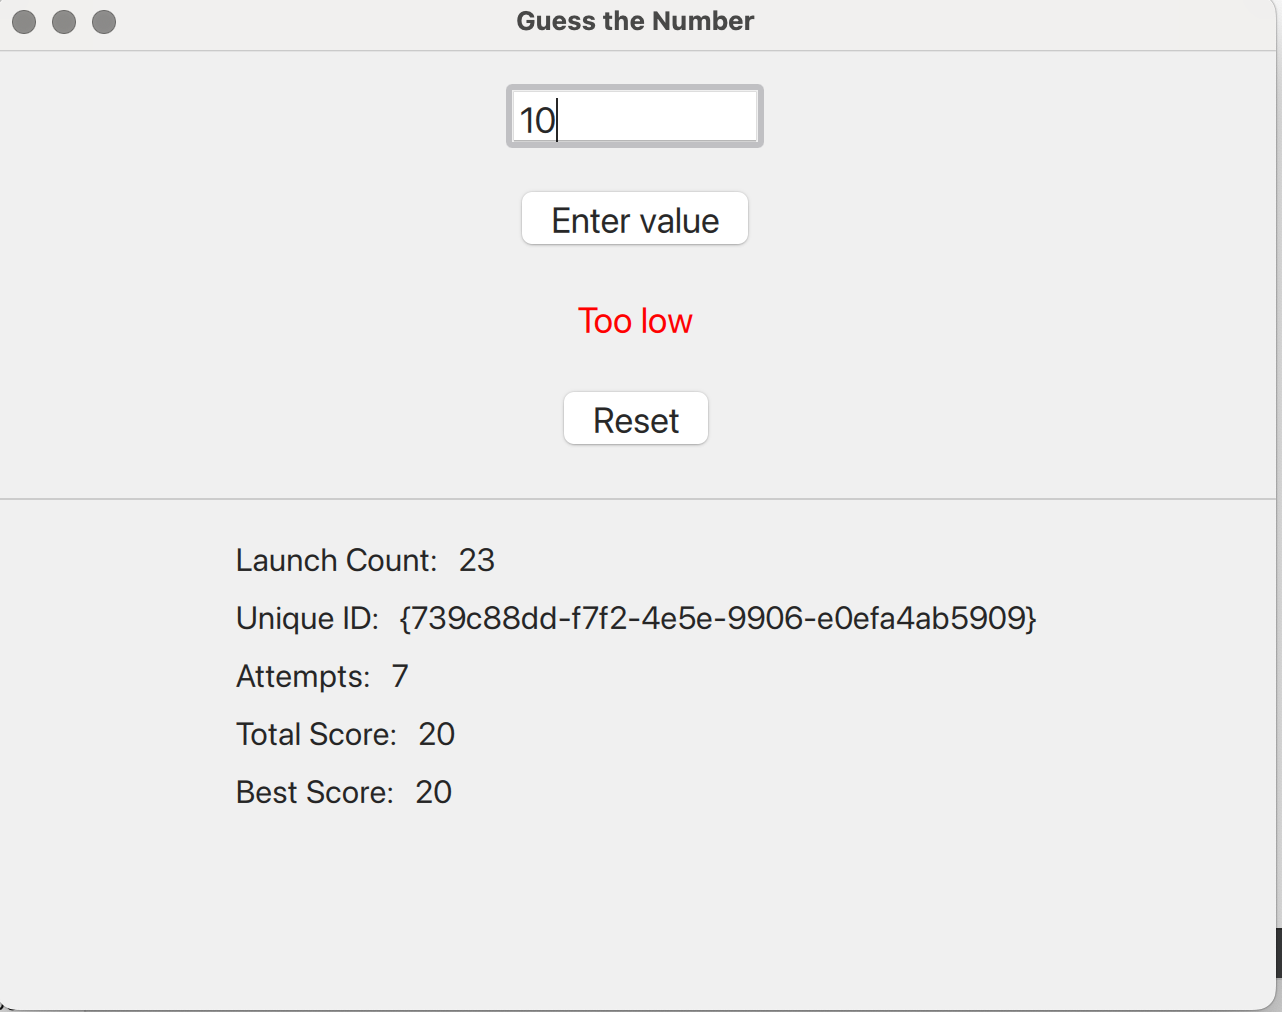 Guess the Number
10
Enter value
Too low
Reset
Launch Count: 23
Unique ID: {739c88dd-f7f2-4e5e-9906-e0efa4ab5909}
Attempts: 7
Total Score: 20
Best Score: 20